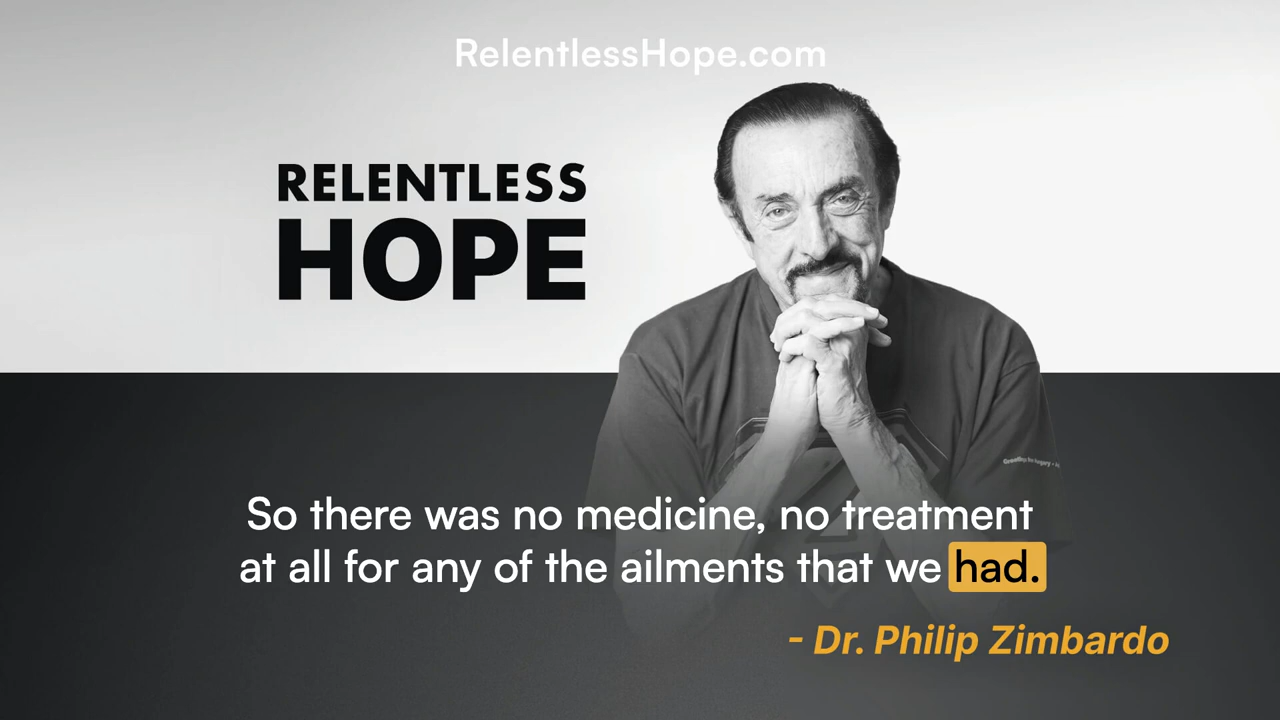 RelentlessHope.com
RELENTLESS
HOPE
So there was no medicine, no treatment
at all for any of the ailments that we had.
- Dr. Philip Zimbardo